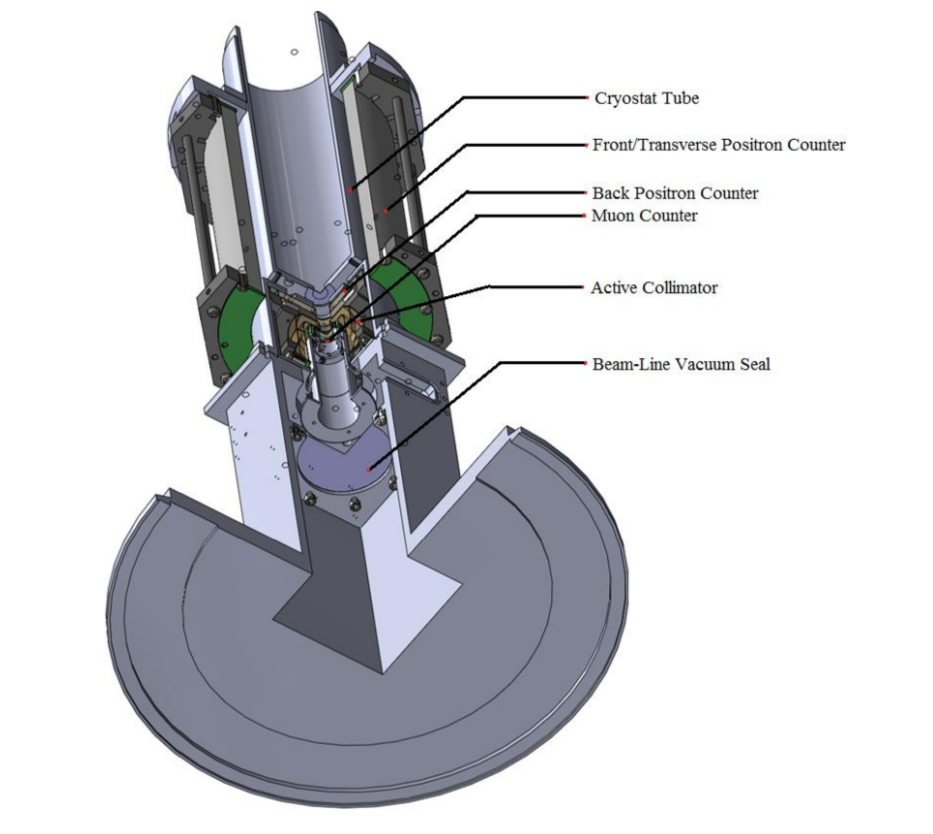 Cryostat Tube
Front/Transverse Positron Counter
Back Positron Counter
Muon Counter
Active Collimator
Beam-Line Vacuum Seal